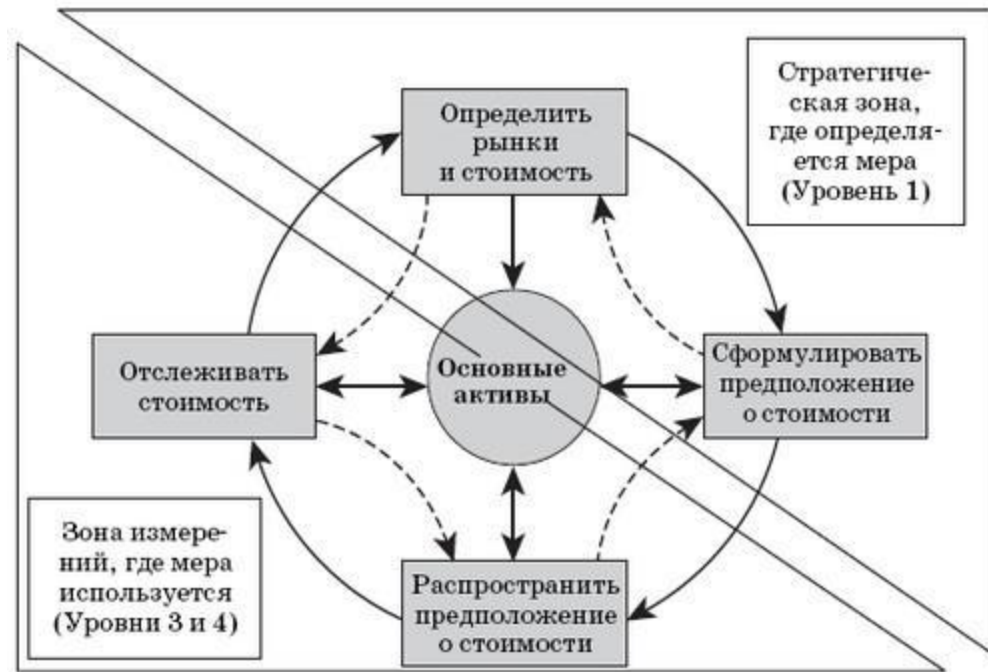 Определить
рынки
и стоимость
Стратегиче-
ская зона,
где определя-
ется мера
(Уровень 1)
Отслеживать
стоимость
Основные
активы
Сформулировать
предположение
о стоимости
Зона измере-
ний, где мера
используется
(Уровни 3 и 4)
Распространить
предположение
о стоимости